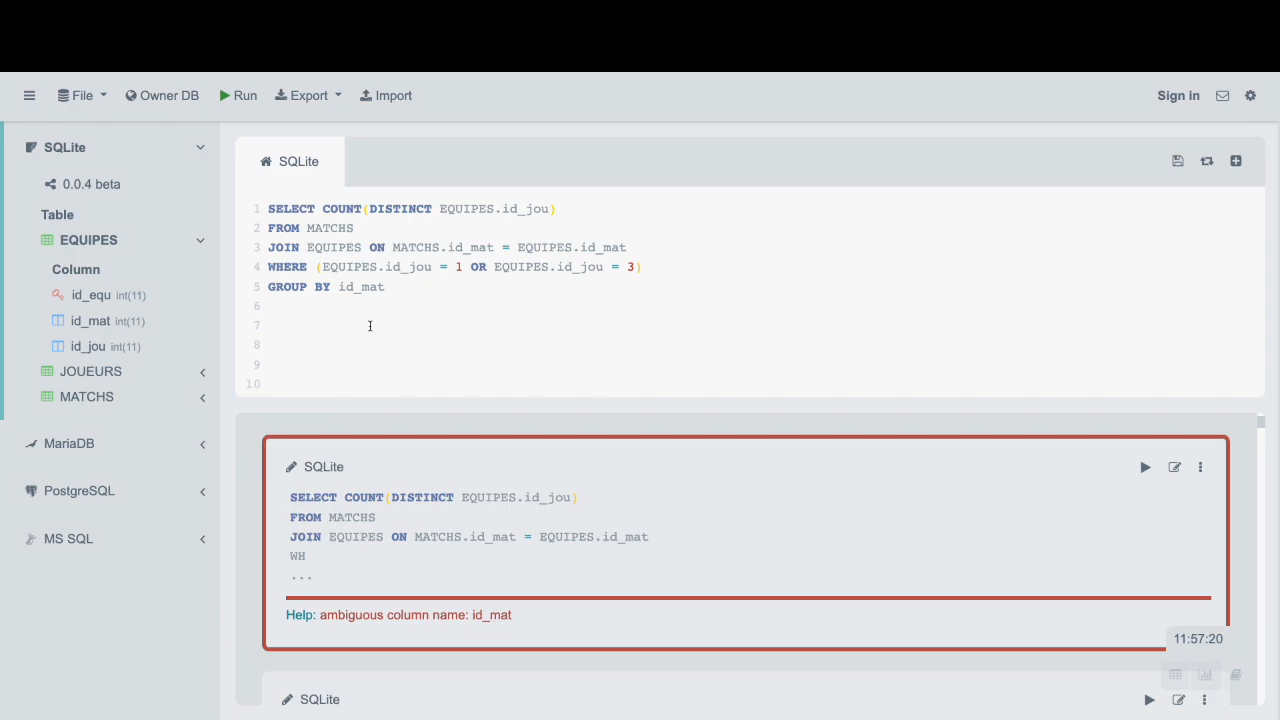 File Owner DB Run Export Import Sign in
SQLite
0.0.4 beta
Table
EQUIPES
Column
id_equ int(11)
id_mat int(11)
id_jou int(11)
JOUEURS
MATCHS
MariaDB
PostgreSQL
MS SQL
SQLite
1 SELECT COUNT(DISTINCT EQUIPES.id_jou)
2 FROM MATCHS
3 JOIN EQUIPES ON MATCHS.id_mat = EQUIPES.id_mat
4 WHERE (EQUIPES.id_jou = 1 OR EQUIPES.id_jou = 3)
5 GROUP BY id_mat
6
7
8
9
10
SQLite
SELECT COUNT(DISTINCT EQUIPES.id_jou)
FROM MATCHS
JOIN EQUIPES ON MATCHS.id_mat = EQUIPES.id_mat
WH
...
Help: ambiguous column name: id_mat
11:57:20
SQLite